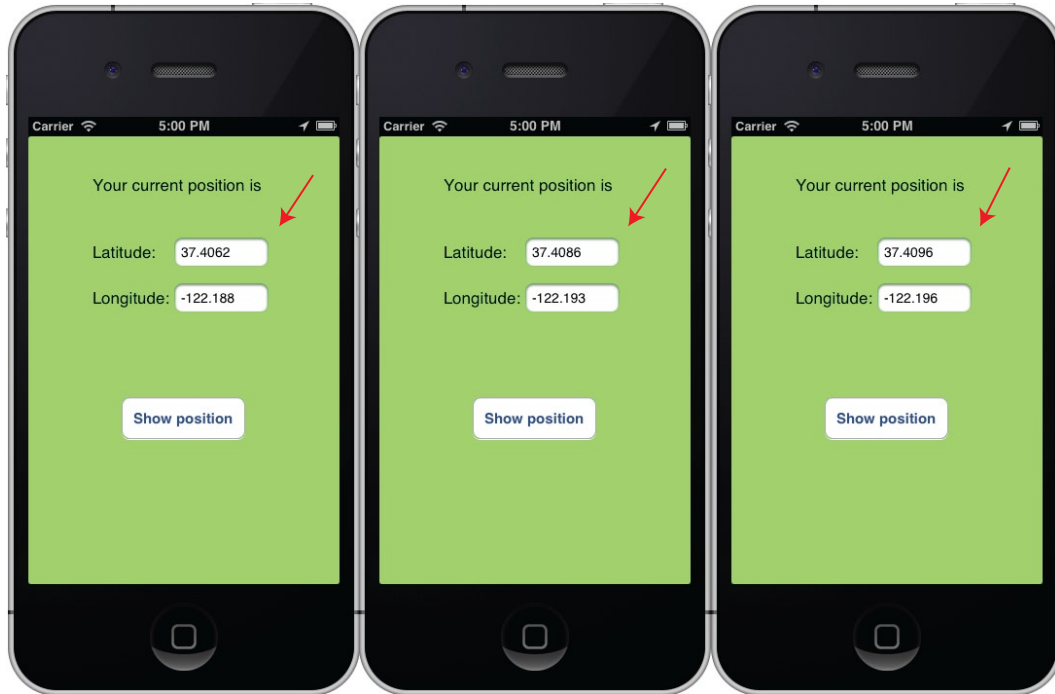 Carrier 5:00 PM
Your current position is
Latitude: 37.4062
Longitude: -122.188
Show position
Carrier 5:00 PM
Your current position is
Latitude: 37.4086
Longitude: -122.193
Show position
Carrier 5:00 PM
Your current position is
Latitude: 37.4096
Longitude: -122.196
Show position